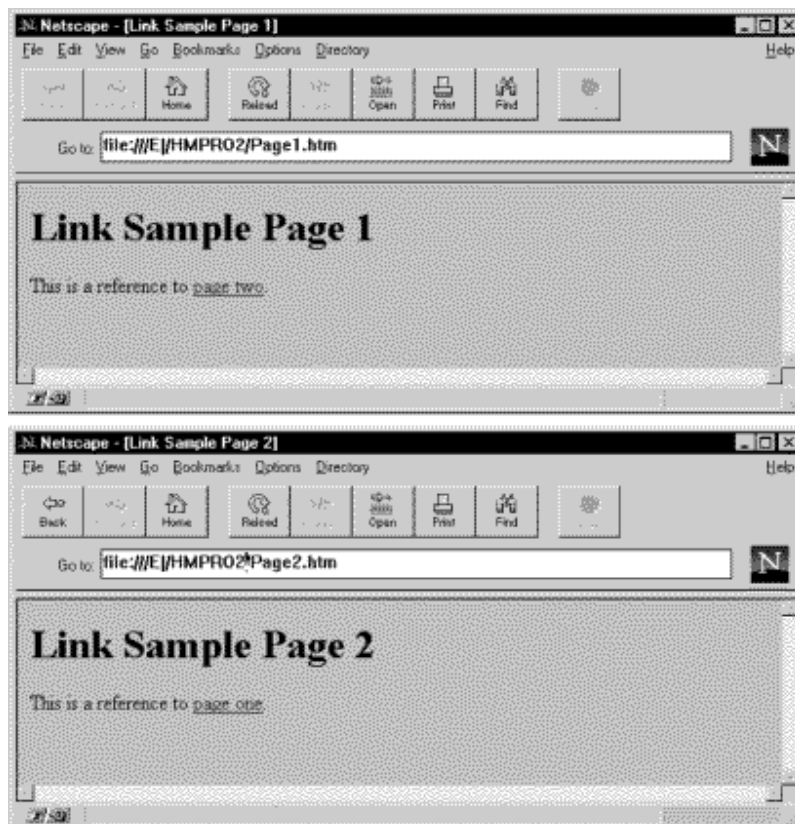 Netscape - [Link Sample Page 1]
File Edit View Go Bookmarks Options Directory Help
Home Reload Open Print Find
Go to: file:///E|/HMPRO2/Page1.htm
N
Link Sample Page 1
This is a reference to page two.
Netscape - [Link Sample Page 2]
File Edit View Go Bookmarks Options Directory Help
Back Home Reload Open Print Find
Go to: file:///E|/HMPRO2/Page2.htm
N
Link Sample Page 2
This is a reference to page one